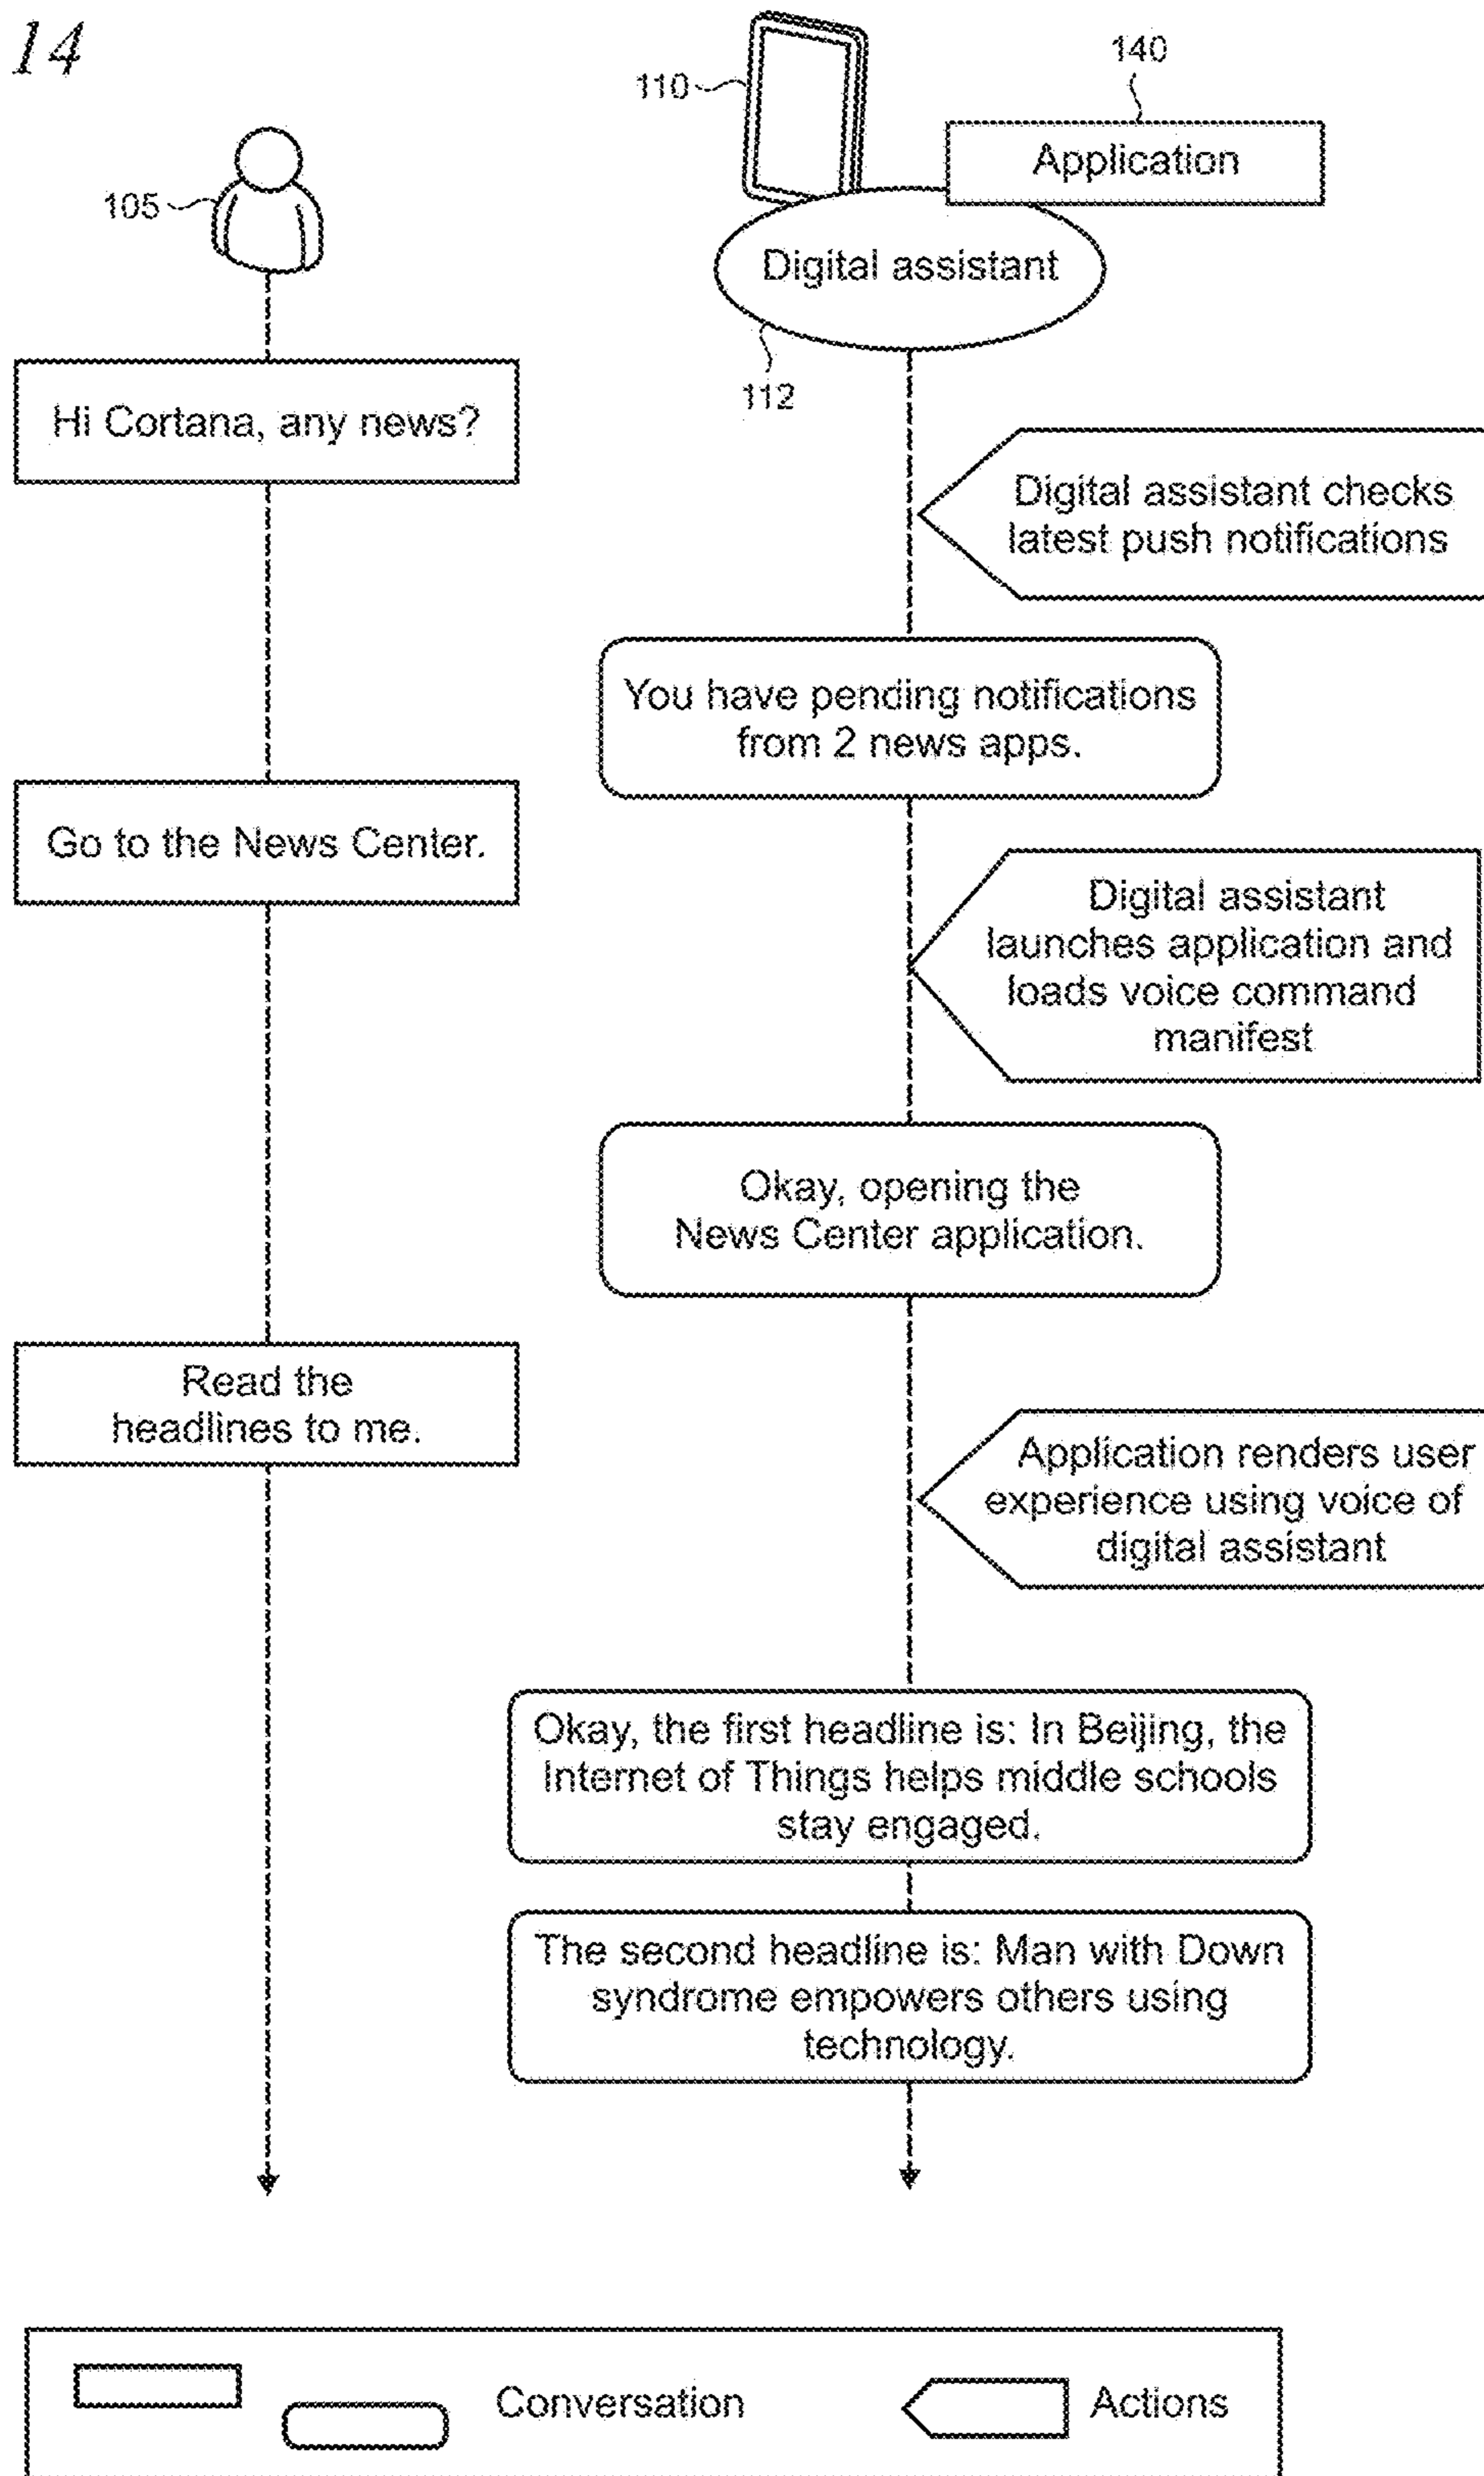 14
110
140
Application
105
Digital assistant
112
Hi Cortana, any news?
Digital assistant checks
latest push notifications
You have pending notifications
from 2 news apps.
Go to the News Center.
Digital assistant
launches application and
loads voice command
manifest
Okay, opening the
News Center application.
Read the
headlines to me.
Application renders user
experience using voice of
digital assistant
Okay, the first headline is: In Beijing, the
Internet of Things helps middle schools
stay engaged.
The second headline is: Man with Down
syndrome empowers others using
technology.
Conversation
Actions